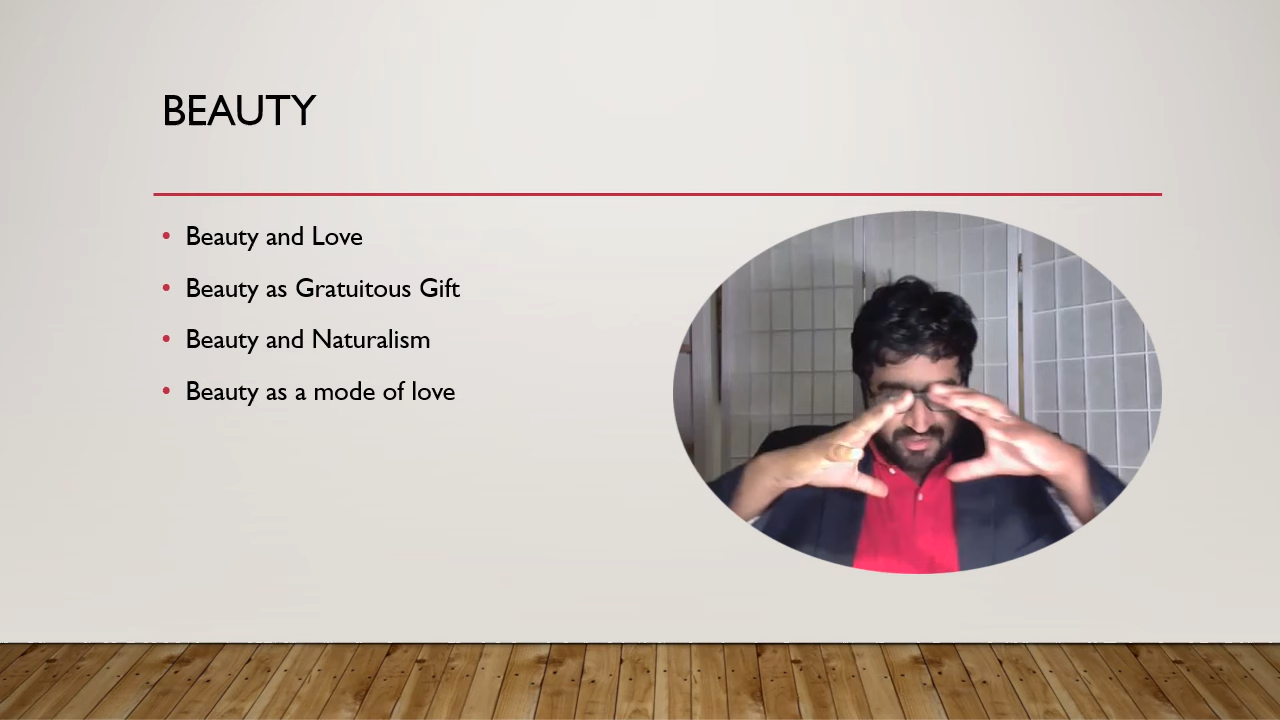 BEAUTY
Beauty and Love
Beauty as Gratuitous Gift
Beauty and Naturalism
Beauty as a mode of love